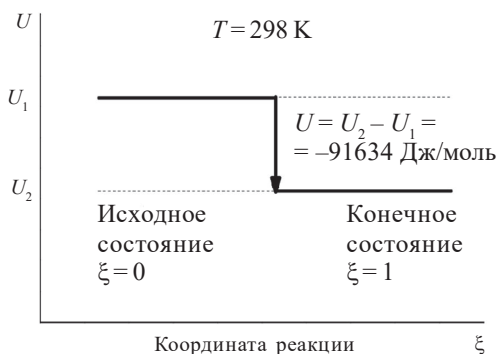 U
T = 298 K
U₁
U = U₂ – U₁ =
= –91634 Дж/моль
U₂
Исходное
состояние
ξ = 0
Конечное
состояние
ξ = 1
Координата реакции
ξ